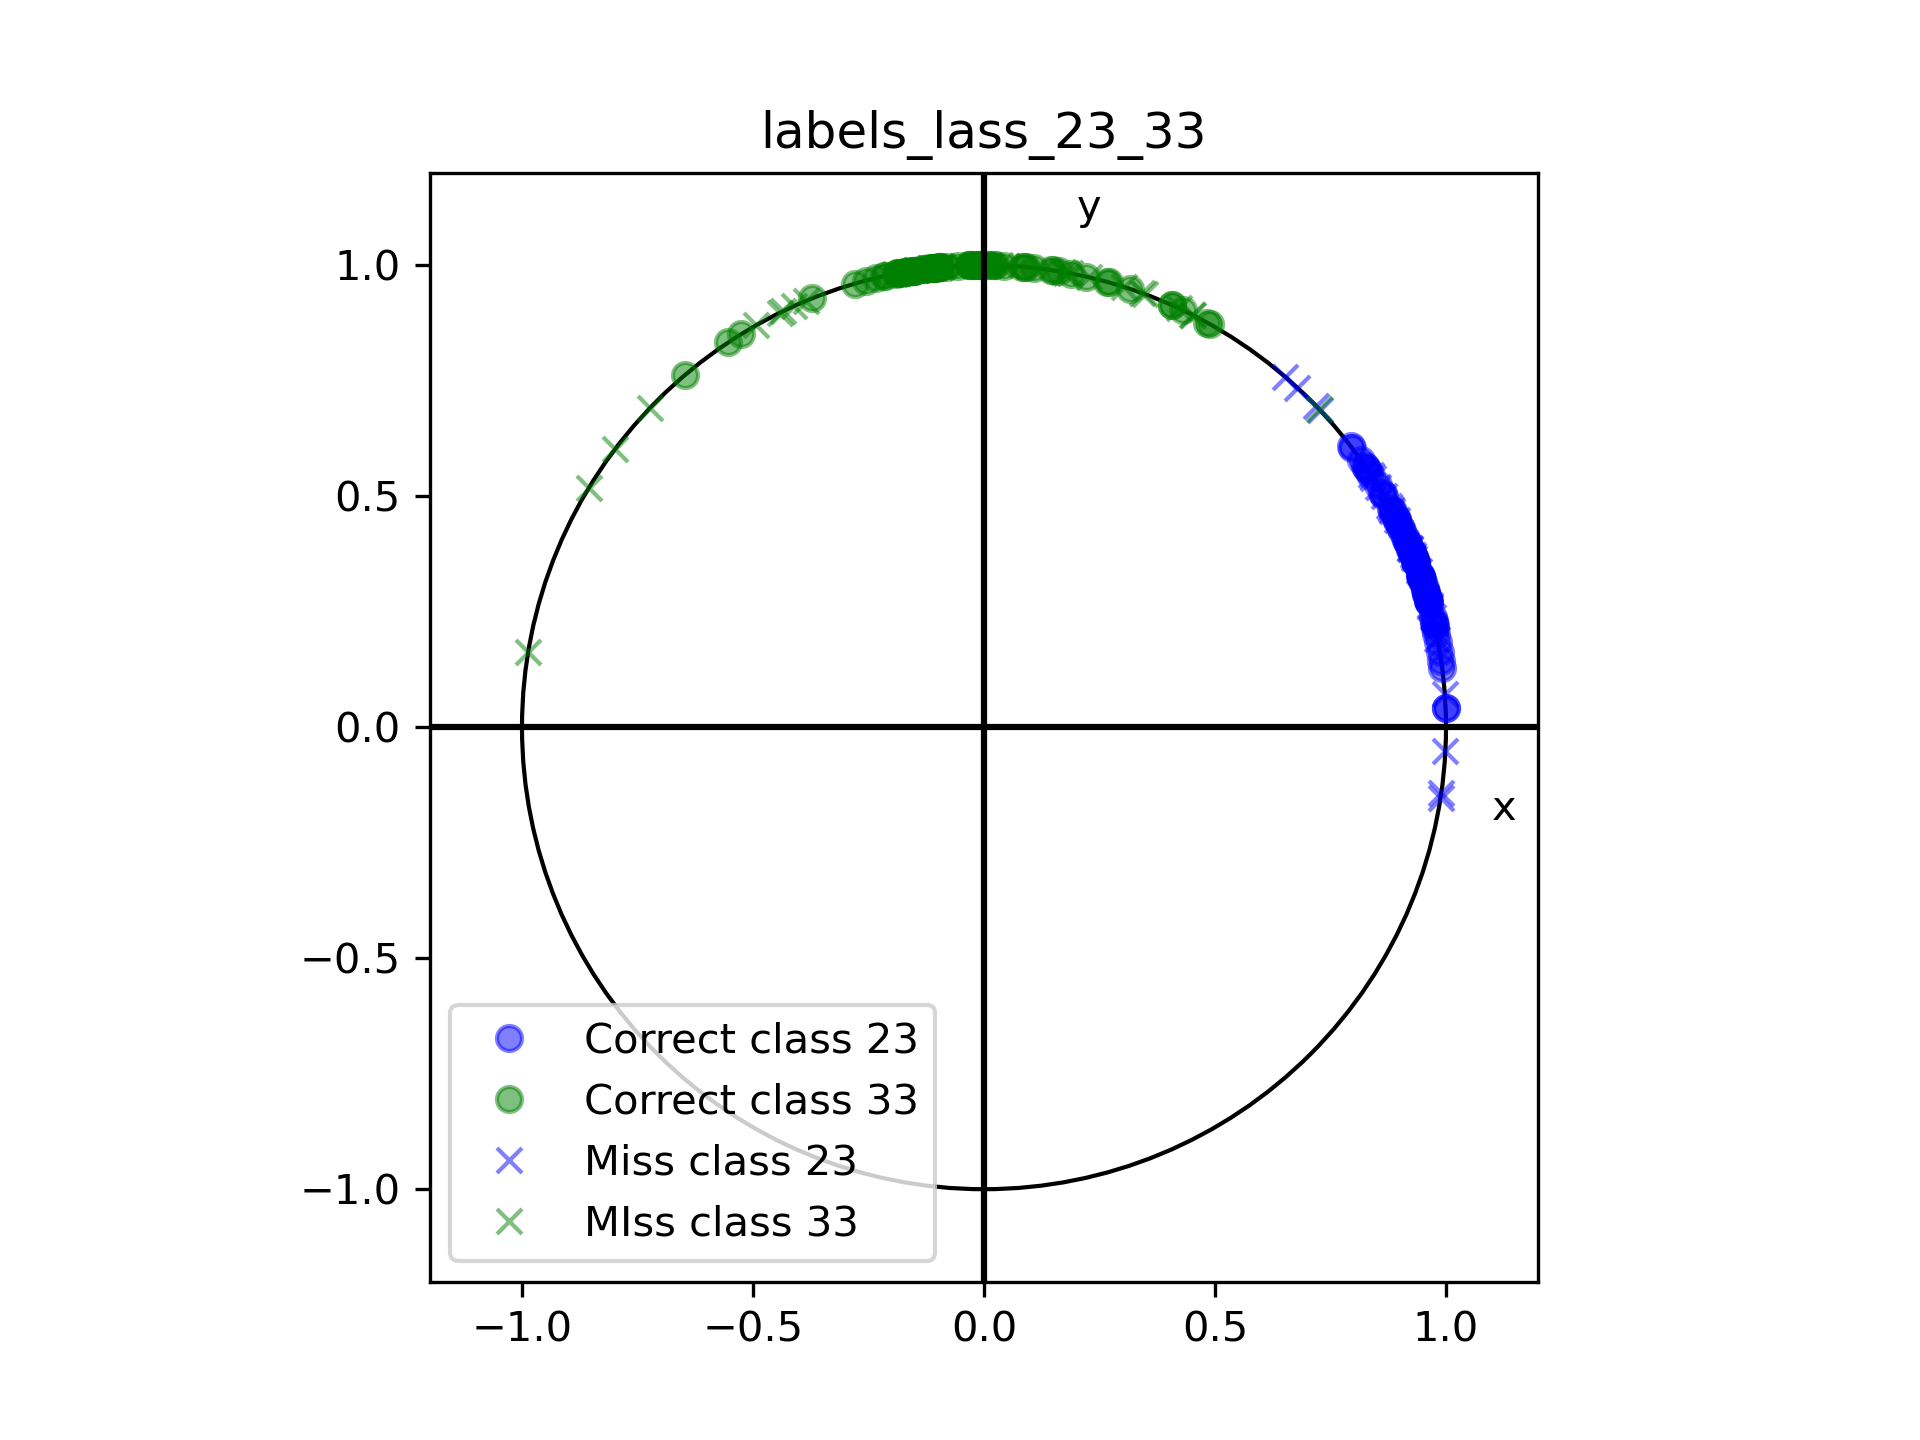 labels_lass_23_33
y
1.0
0.5
0.0
x
−0.5
−1.0
Correct class 23
Correct class 33
Miss class 23
MIss class 33
−1.0 −0.5 0.0 0.5 1.0